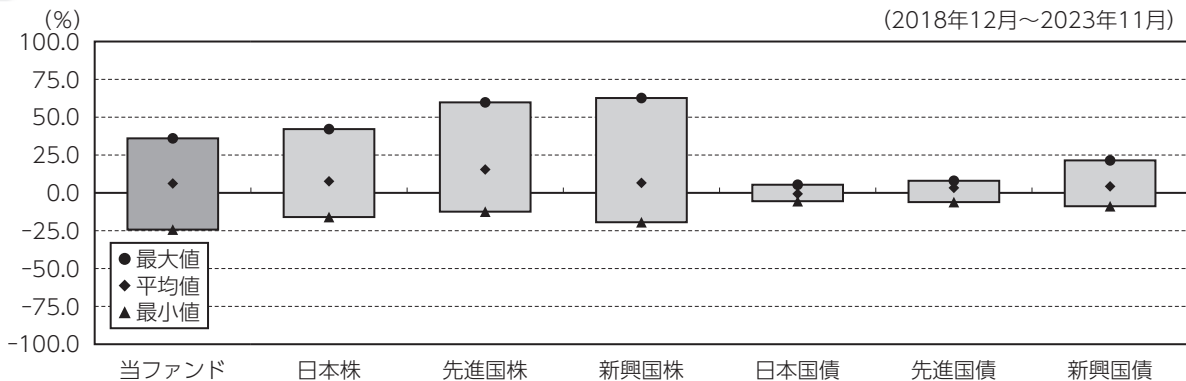 (%)
(2018年12月～2023年11月)
100.0
75.0
50.0
25.0
0.0
-25.0
-50.0
-75.0
-100.0
●最大値
◆平均値
▲最小値
当ファンド 日本株 先進国株 新興国株 日本国債 先進国債 新興国債